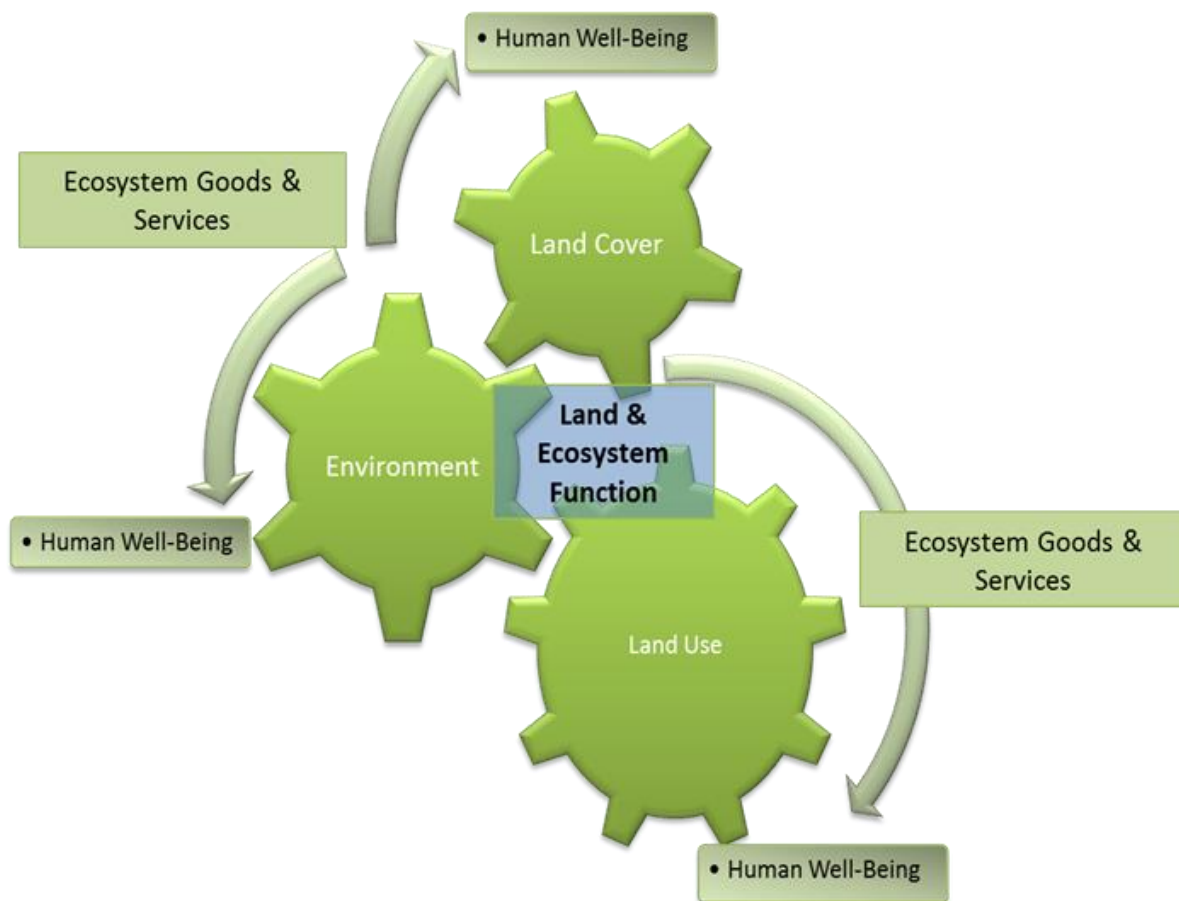 • Human Well-Being
Ecosystem Goods &
Services
Land Cover
Land &
Ecosystem
Function
Environment
• Human Well-Being
Ecosystem Goods &
Services
Land Use
• Human Well-Being